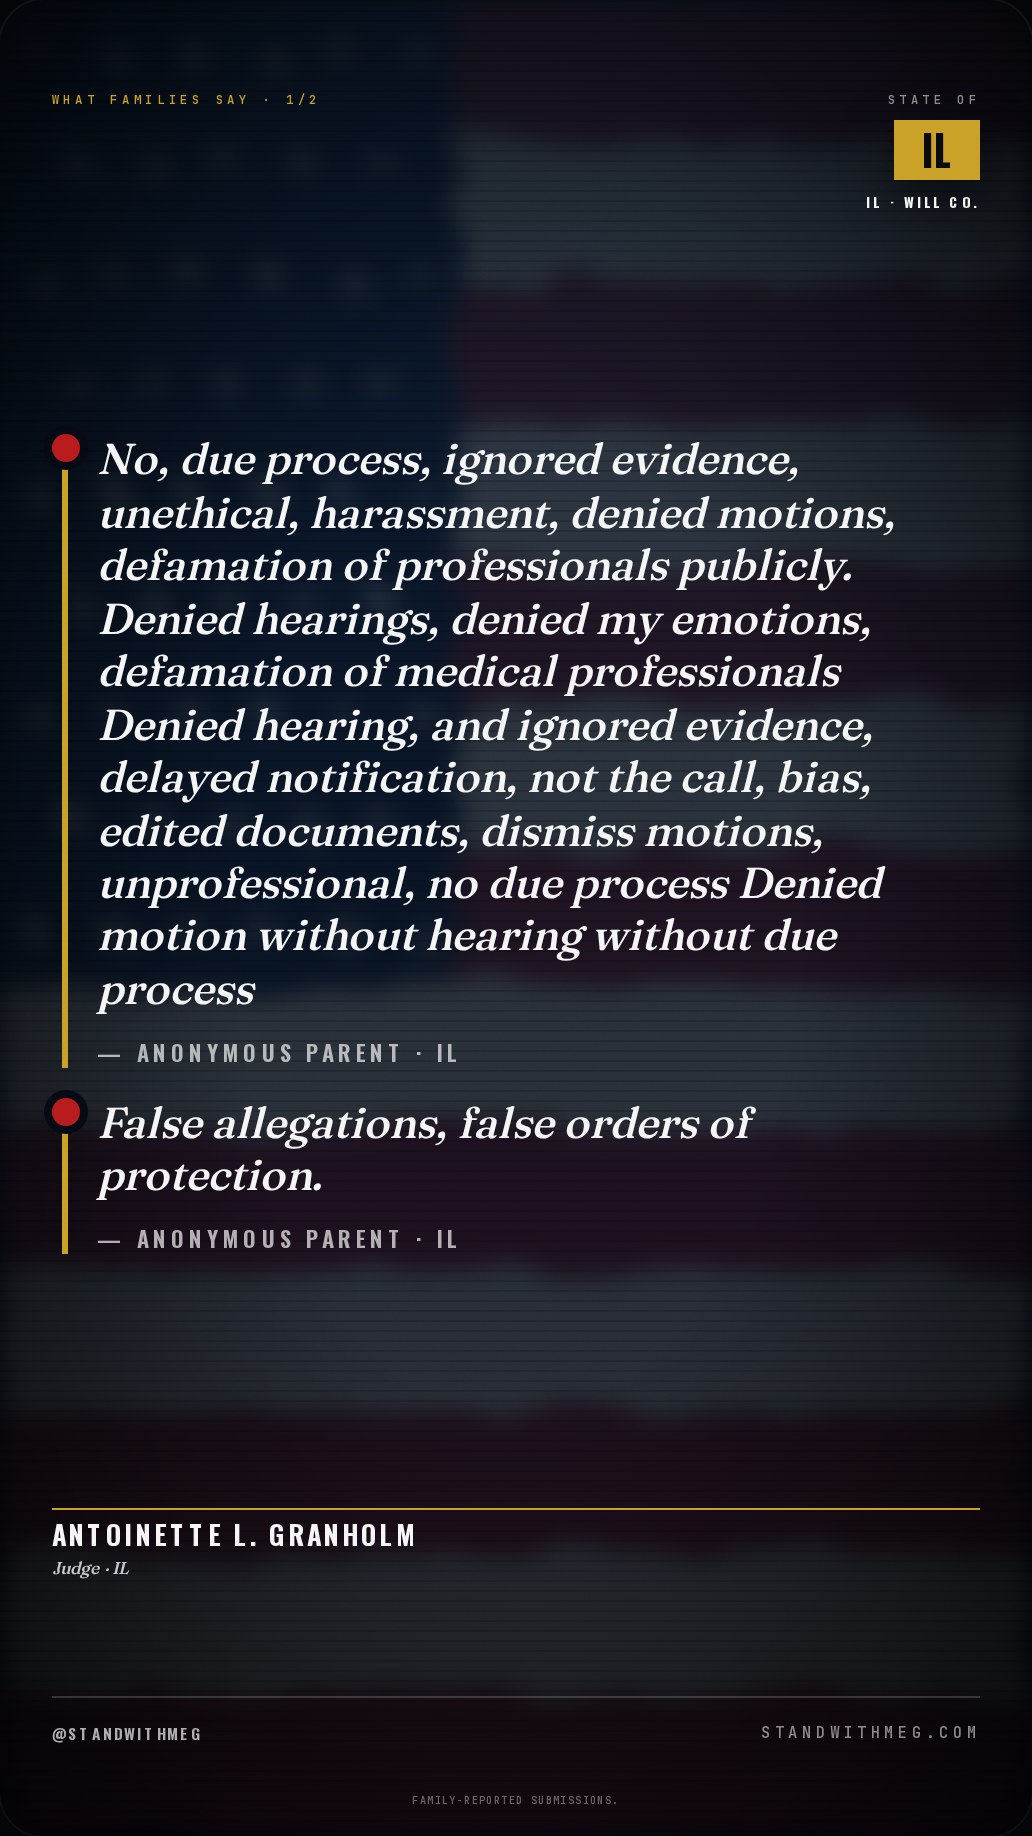 WHAT FAMILIES SAY · 1/2
STATE OF
IL
IL · WILL CO.
No, due process, ignored evidence,
unethical, harassment, denied motions,
defamation of professionals publicly.
Denied hearings, denied my emotions,
defamation of medical professionals
Denied hearing, and ignored evidence,
delayed notification, not the call, bias,
edited documents, dismiss motions,
unprofessional, no due process Denied
motion without hearing without due
process
— ANONYMOUS PARENT · IL
False allegations, false orders of
protection.
— ANONYMOUS PARENT · IL
ANTOINETTE L. GRANHOLM
Judge · IL
@STANDWITHMEG
STANDWITHMEG.COM
FAMILY-REPORTED SUBMISSIONS.